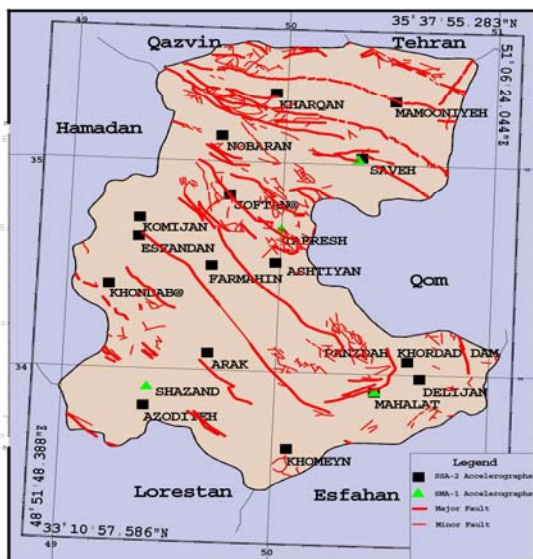 49
50
51
35 37 55.283"N
Qazvin
Tehran
51 06 24.044"E
KHARQAN
MAMOONIYEH
Hamadan
NOBARAN
35
SAVEH
JOFTAN@
KOMIJAN
TAFRESH
ESFANDAN
FARMAHIN
ASHTIYAN
Qom
KHONDAB@
ARAK
PANZDAH KHORDAD DAM
34
SHAZAND
DELIJAN
MAHALAT
AZODIYEH
KHOMEYN
Legend
SSA-2 Accelerographs
SMA-1 Accelerographs
Major Fault
Minor Fault
Lorestan
Esfahan
48 51 48.388"E
33 10 57.586"N
49
50